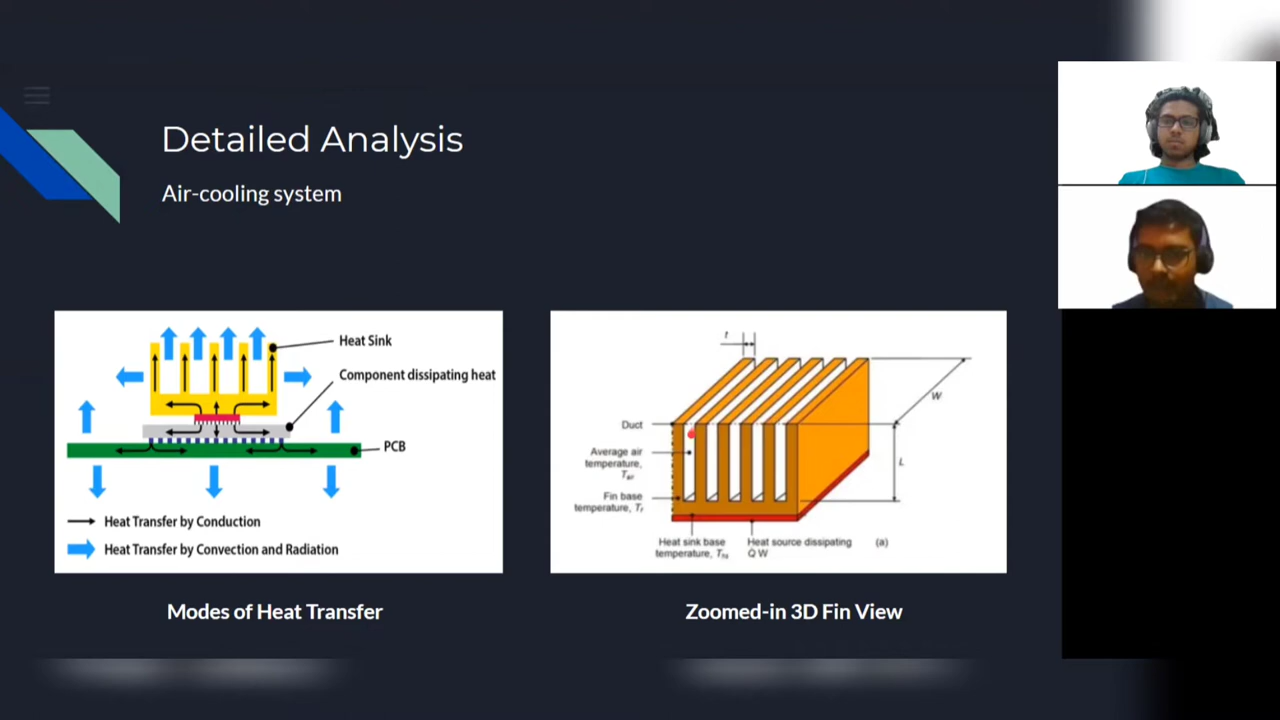 Detailed Analysis
Air-cooling system
Heat Sink
Component dissipating heat
PCB
Heat Transfer by Conduction
Heat Transfer by Convection and Radiation
Modes of Heat Transfer
t
W
Duct
Average air
temperature,
Tair
L
Fin base
temperature, Tf
Heat sink base
temperature, Ths
Heat source dissipating
Q W
(a)
Zoomed-in 3D Fin View